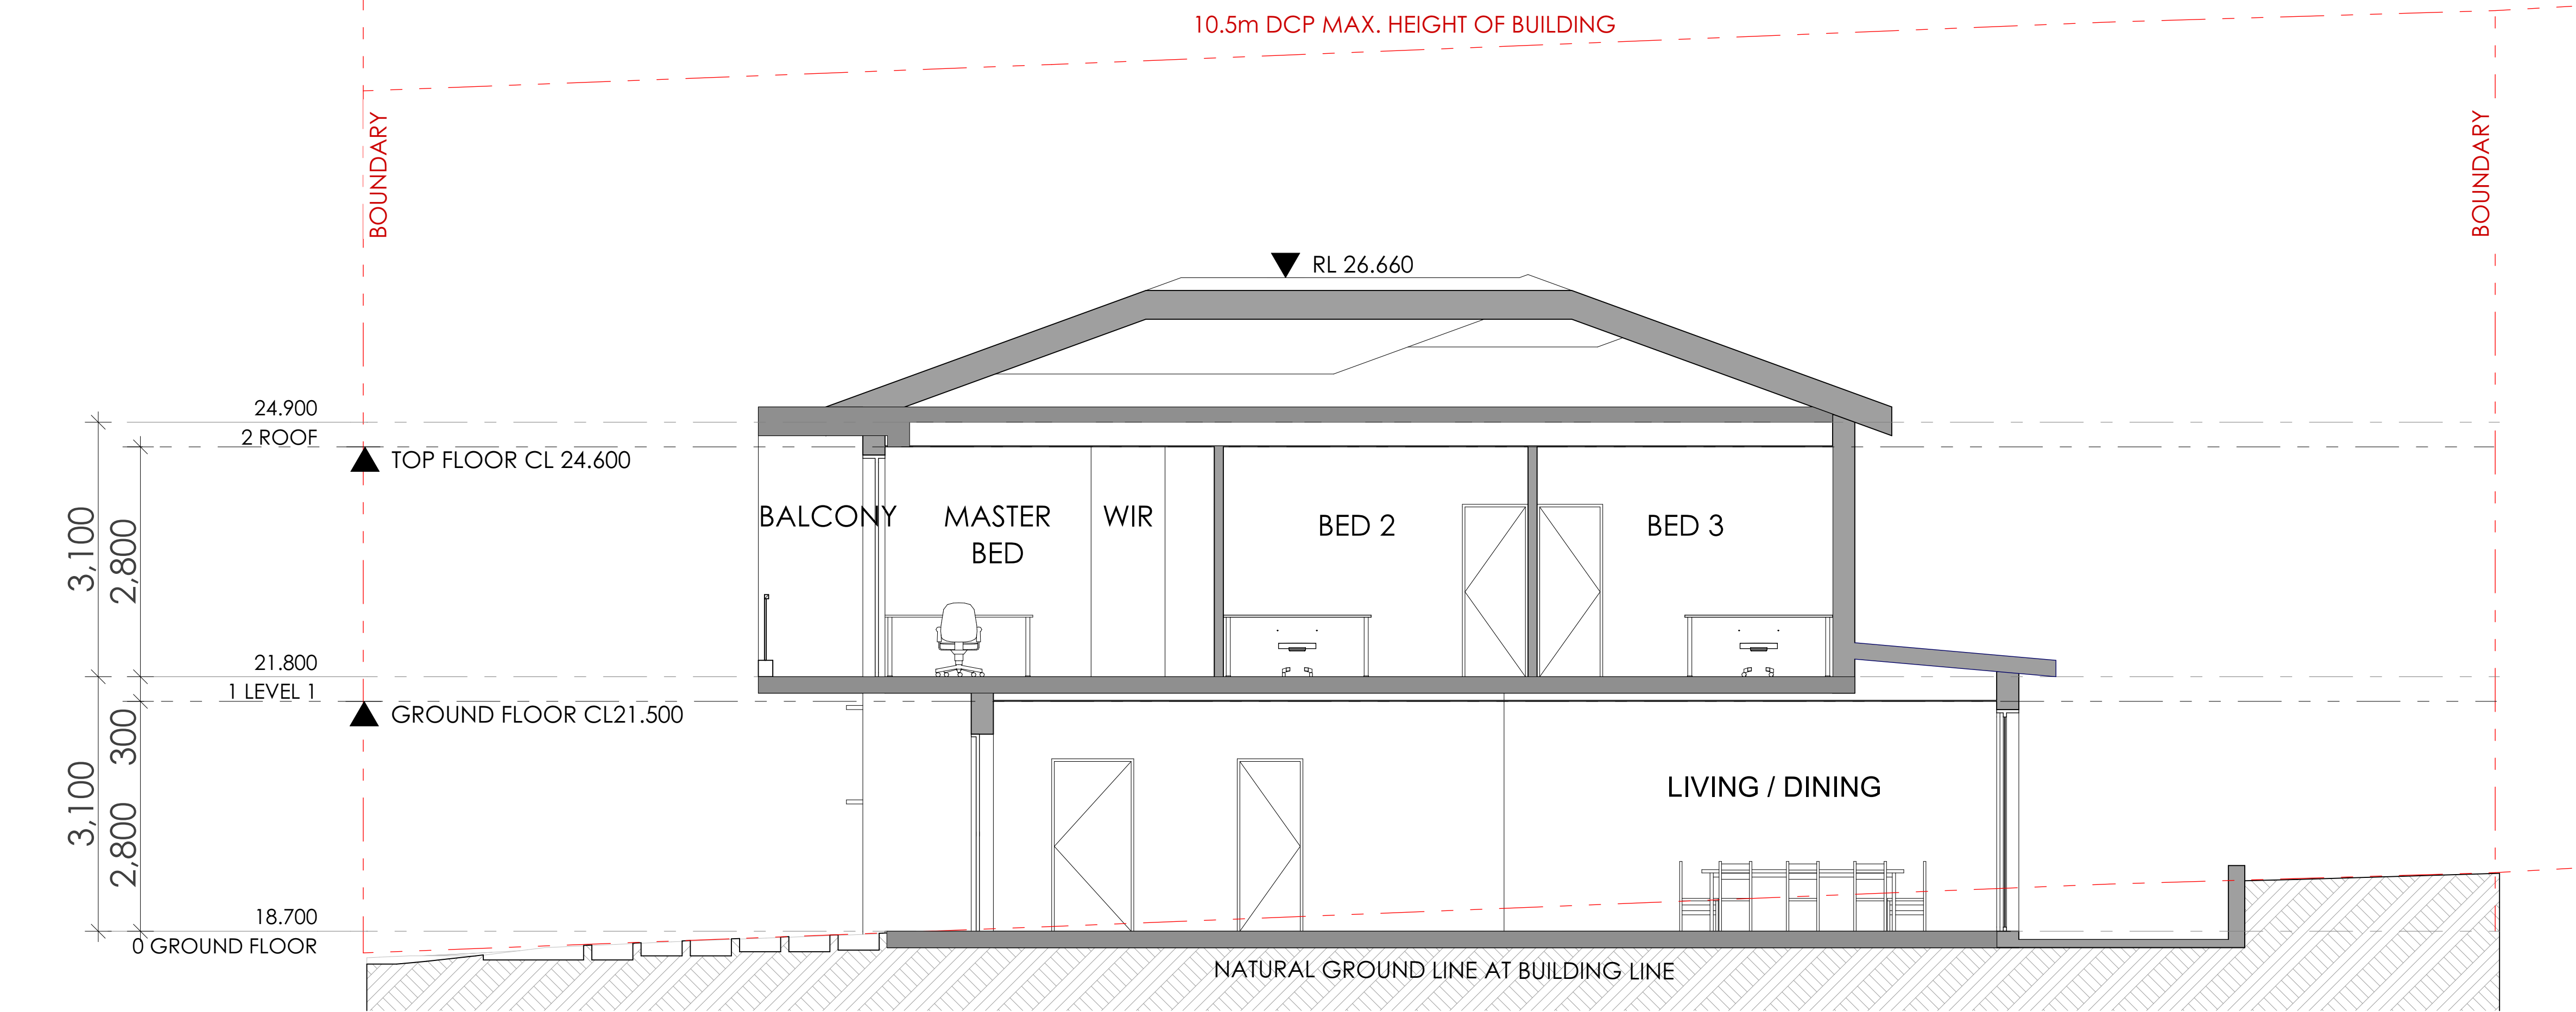 10.5m DCP MAX. HEIGHT OF BUILDING
BOUNDARY
BOUNDARY
RL 26.660
24.900
2 ROOF
TOP FLOOR CL 24.600
3,100
2,800
BALCONY
MASTER
BED
WIR
BED 2
BED 3
21.800
1 LEVEL 1
GROUND FLOOR CL21.500
300
3,100
2,800
LIVING / DINING
18.700
0 GROUND FLOOR
NATURAL GROUND LINE AT BUILDING LINE